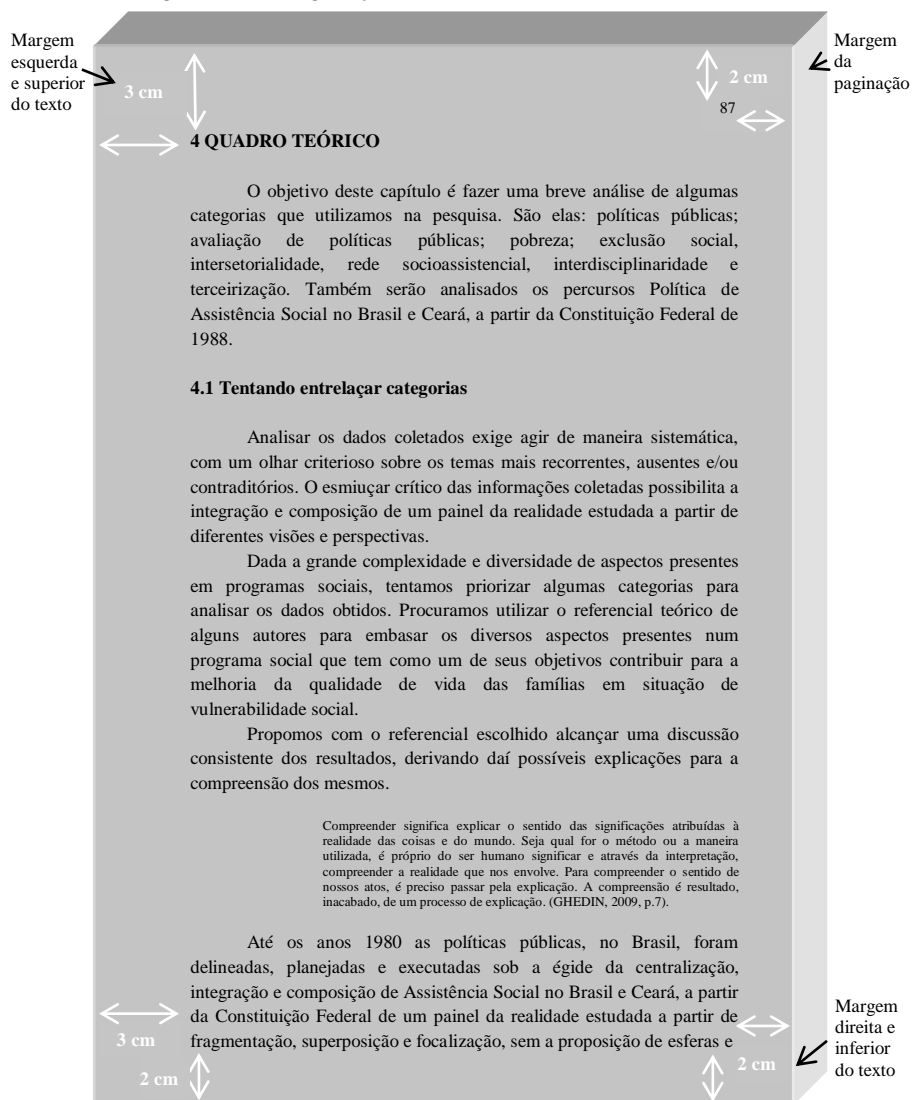 Margem
esquerda
e superior
do texto
3 cm
2 cm
Margem
da
paginação
87
4 QUADRO TEÓRICO
O objetivo deste capítulo é fazer uma breve análise de algumas
categorias que utilizamos na pesquisa. São elas: políticas públicas;
avaliação de políticas públicas; pobreza; exclusão social,
intersetorialidade, rede socioassistencial, interdisciplinaridade e
terceirização. Também serão analisados os percursos Política de
Assistência Social no Brasil e Ceará, a partir da Constituição Federal de
1988.
4.1 Tentando entrelaçar categorias
Analisar os dados coletados exige agir de maneira sistemática,
com um olhar criterioso sobre os temas mais recorrentes, ausentes e/ou
contraditórios. O esmiuçar crítico das informações coletadas possibilita a
integração e composição de um painel da realidade estudada a partir de
diferentes visões e perspectivas.
Dada a grande complexidade e diversidade de aspectos presentes
em programas sociais, tentamos priorizar algumas categorias para
analisar os dados obtidos. Procuramos utilizar o referencial teórico de
alguns autores para embasar os diversos aspectos presentes num
programa social que tem como um de seus objetivos contribuir para a
melhoria da qualidade de vida das famílias em situação de
vulnerabilidade social.
Propomos com o referencial escolhido alcançar uma discussão
consistente dos resultados, derivando daí possíveis explicações para a
compreensão dos mesmos.
Compreender significa explicar o sentido das significações atribuídas à
realidade das coisas e do mundo. Seja qual for o método ou a maneira
utilizada, é próprio do ser humano significar e através da interpretação,
compreender a realidade que nos envolve. Para compreender o sentido de
nossos atos, é preciso passar pela explicação. A compreensão é resultado,
inacabado, de um processo de explicação. (GHEDIN, 2009, p.7).
Até os anos 1980 as políticas públicas, no Brasil, foram
delineadas, planejadas e executadas sob a égide da centralização,
integração e composição de Assistência Social no Brasil e Ceará, a partir
da Constituição Federal de um painel da realidade estudada a partir de
fragmentação, superposição e focalização, sem a proposição de esferas e
3 cm
2 cm
2 cm
Margem
direita e
inferior
do texto